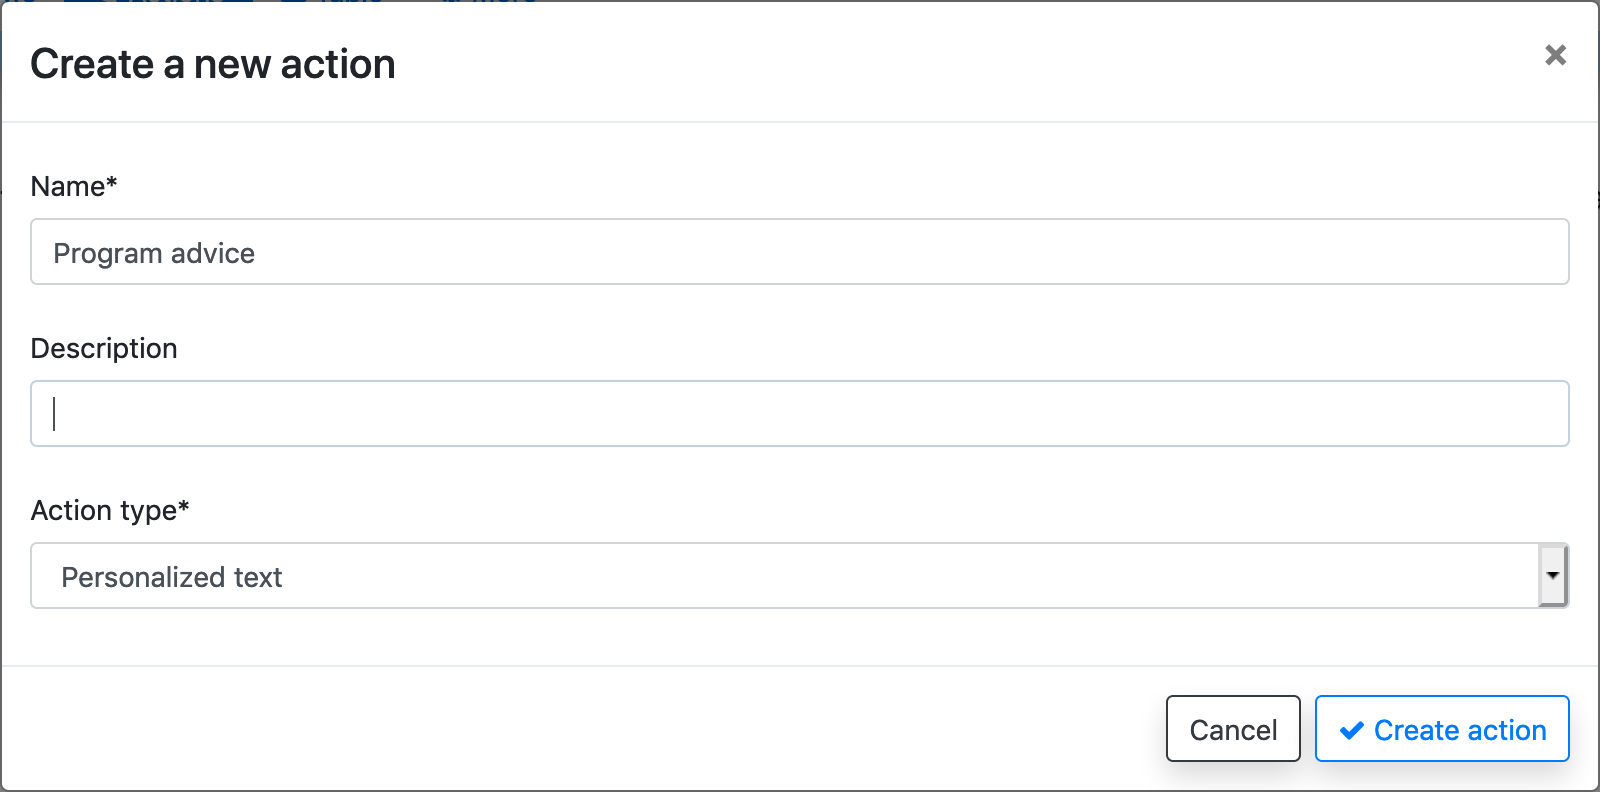 Create a new action
Name*
Program advice
Description
Action type*
Personalized text
Cancel
Create action